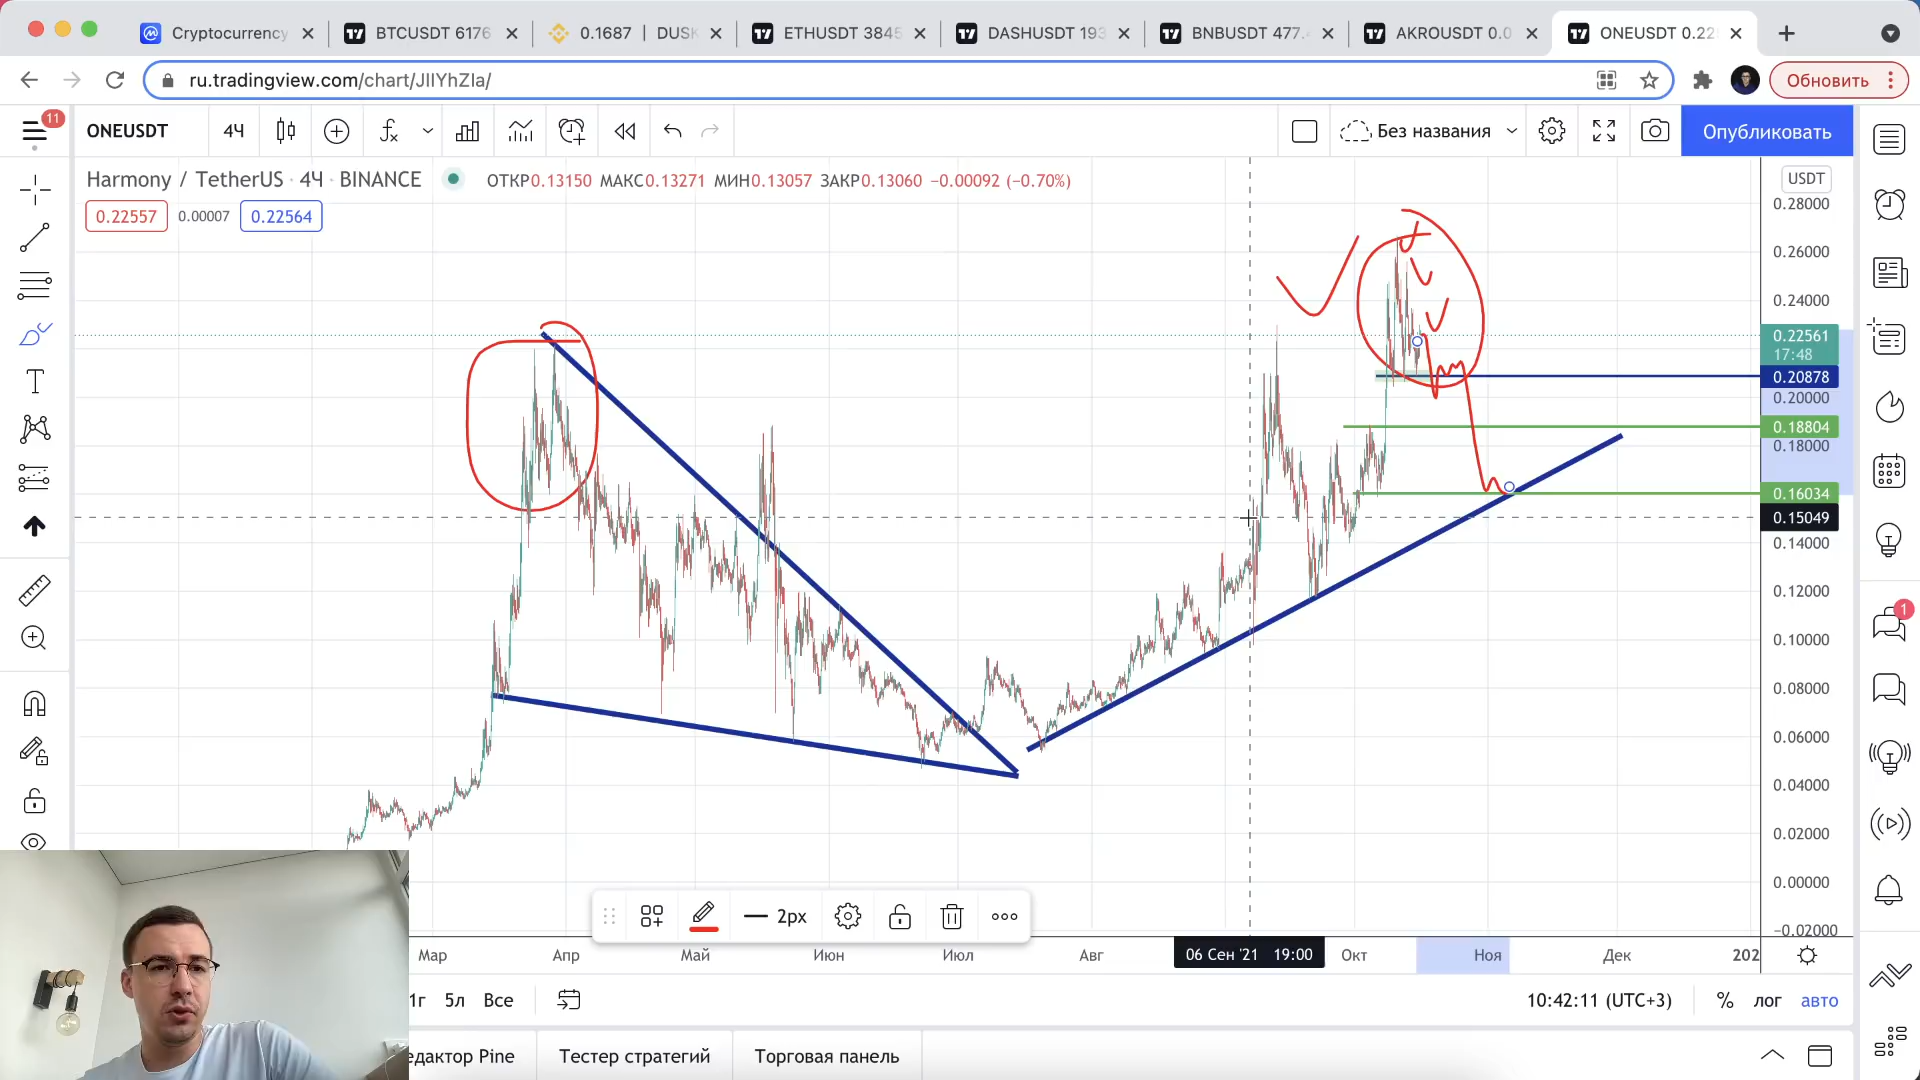 Cryptocurrency
BTCUSDT 6176
0.1687 | DUSK
ETHUSDT 3845
DASHUSDT 193
BNBUSDT 477.
AKROUSDT 0.0
ONEUSDT 0.22
ru.tradingview.com/chart/JIIYhZIa/
Обновить
11
ONEUSDT
4Ч
Без названия
Опубликовать
Harmony / TetherUS · 4Ч · BINANCE
ОТКР0.13150 МАКС0.13271 МИН0.13057 ЗАКР0.13060 −0.00092 (−0.70%)
USDT
0.22557
0.00007
0.22564
0.28000
0.26000
0.24000
0.22561
17:48
0.20878
0.20000
0.18804
0.18000
0.16034
0.15049
0.14000
0.12000
0.10000
0.08000
0.06000
0.04000
0.02000
0.00000
−0.02000
1
2px
Мар
Апр
Май
Июн
Июл
Авг
06 Сен '21 19:00
Окт
Ноя
Дек
202
1г
5л
Все
10:42:11 (UTC+3)
%
лог
авто
едактор Pine
Тестер стратегий
Торговая панель